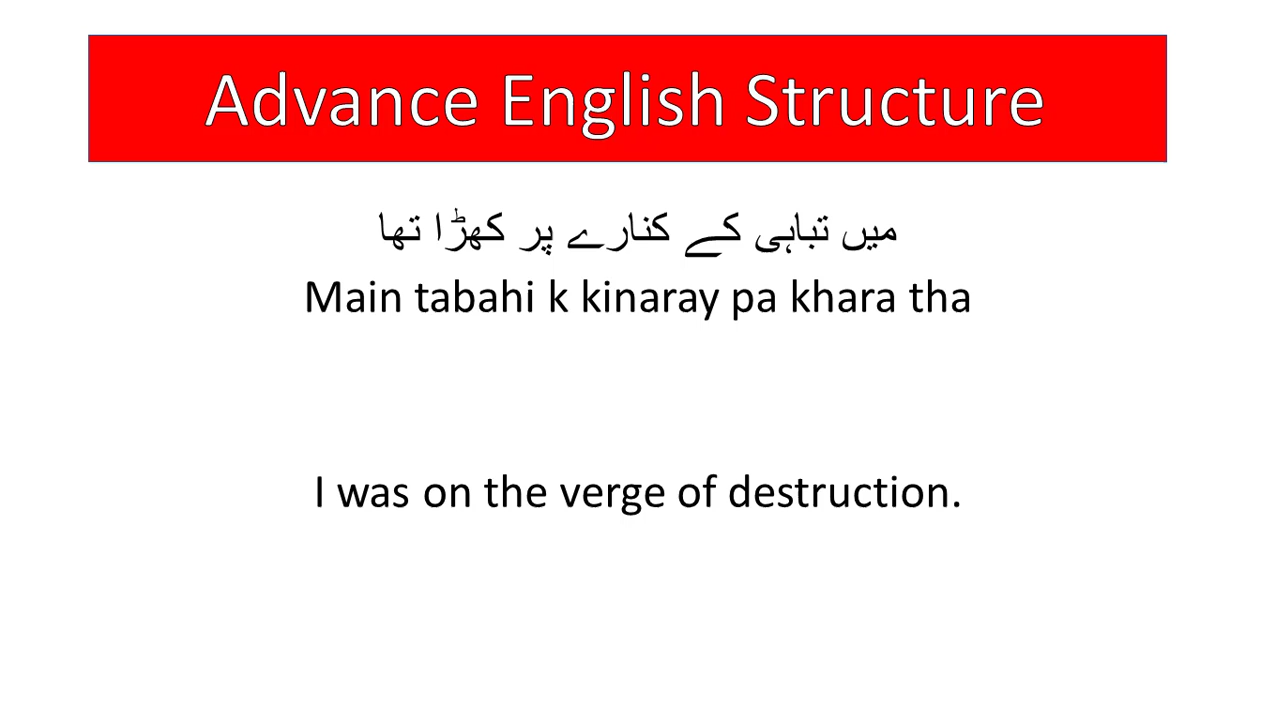 Advance English Structure
میں تباہی کے کنارے پر کھڑا تھا
Main tabahi k kinaray pa khara tha
I was on the verge of destruction.